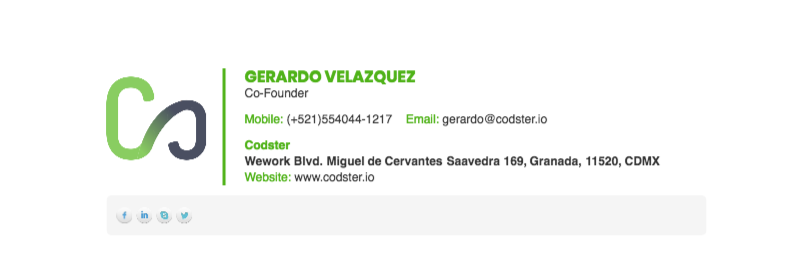 GERARDO VELAZQUEZ
Co-Founder
Mobile: (+521)554044-1217 Email: gerardo@codster.io
Codster
Wework Blvd. Miguel de Cervantes Saavedra 169, Granada, 11520, CDMX
Website: www.codster.io